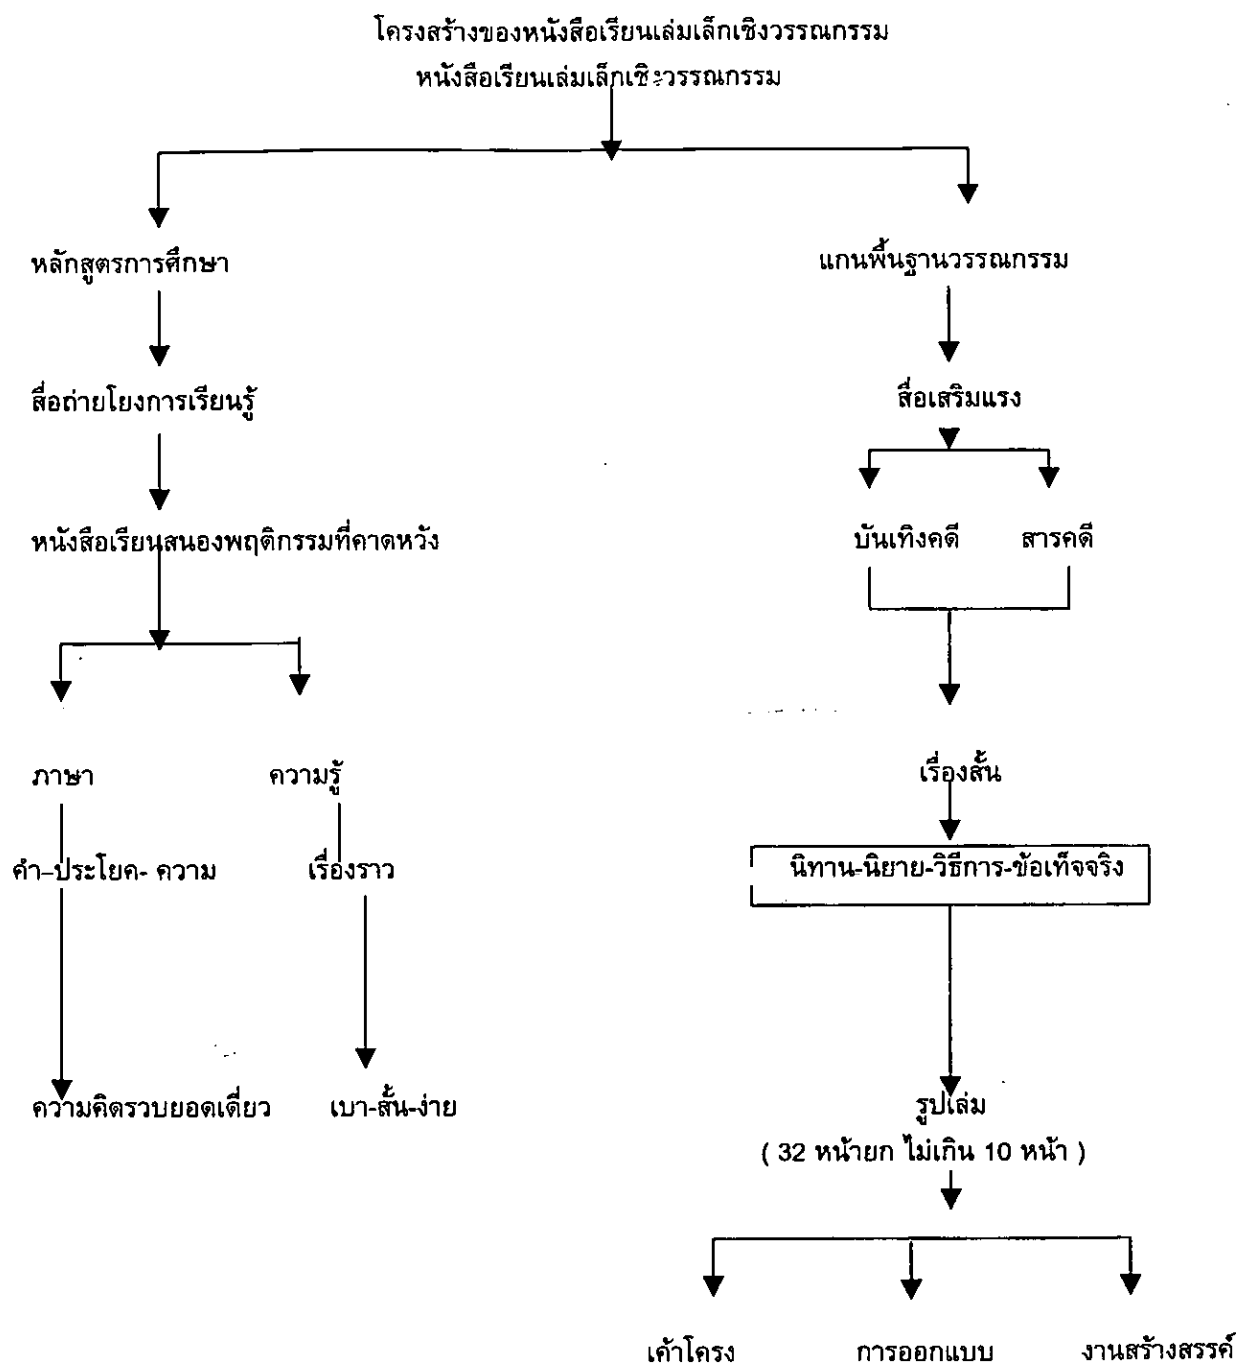 โครงสร้างของหนังสือเรียนเล่มเล็กเชิงวรรณกรรม
หนังสือเรียนเล่มเล็กเชิงวรรณกรรม
หลักสูตรการศึกษา
แกนพื้นฐานวรรณกรรม
สื่อถ่ายโยงการเรียนรู้
สื่อเสริมแรง
หนังสือเรียนสนองพฤติกรรมที่คาดหวัง
บันเทิงคดี สารคดี
ภาษา ความรู้
เรื่องสั้น
คำ–ประโยค- ความ เรื่องราว
นิทาน-นิยาย-วิธีการ-ข้อเท็จจริง
ความคิดรวบยอดเดี่ยว เบา-สั้น-ง่าย
รูปเล่ม
( 32 หน้ายก ไม่เกิน 10 หน้า )
เค้าโครง การออกแบบ งานสร้างสรรค์